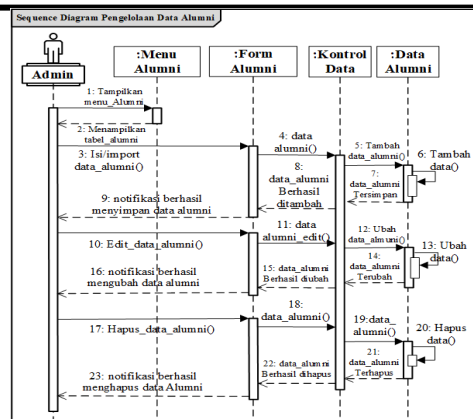 Sequence Diagram Pengelolaan Data Alumni
Admin
:Menu
Alumni
:Form
Alumni
:Kontrol
Data
:Data
Alumni
1: Tampilkan
menu_Alumni
2: Menampilkan
tabel_alumni
3: Isi/import
data_alumni()
4: data
alumni()
5: Tambah
data_alumni()
6: Tambah
data()
7:
data_alumni
Tersimpan
8:
data_alumni
Berhasil
ditambah
9: notifikasi berhasil
menyimpan data alumni
10: Edit_data_alumni()
11: data
alumni_edit()
12: Ubah
data_almuni()
13: Ubah
data()
14:
data_alumni
Terubah
15: data_alumni
Berhasil diubah
16: notifikasi berhasil
mengubah data alumni
17: Hapus_data_alumni()
18:
data_alumni()
19:data_
alumni()
20: Hapus
data()
21:
data_alumni
Terhapus
22: data_alumni
Berhasil dihapus
23: notifikasi berhasil
menghapus data Alumni